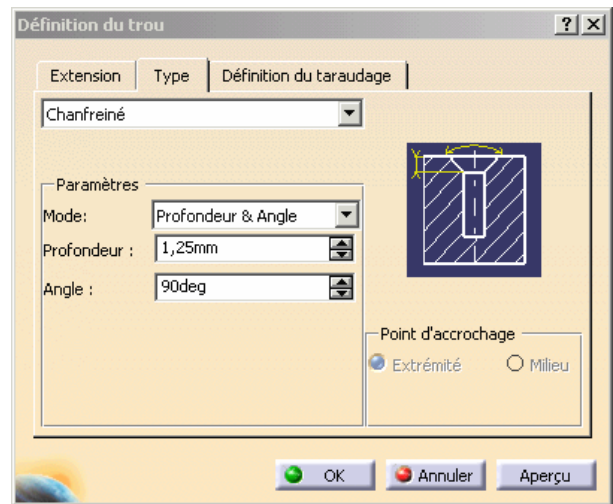 Définition du trou
Extension Type Définition du taraudage
Chanfreiné
Paramètres
Mode: Profondeur & Angle
Profondeur : 1,25mm
Angle : 90deg
Point d'accrochage
Extrémité Milieu
OK Annuler Aperçu